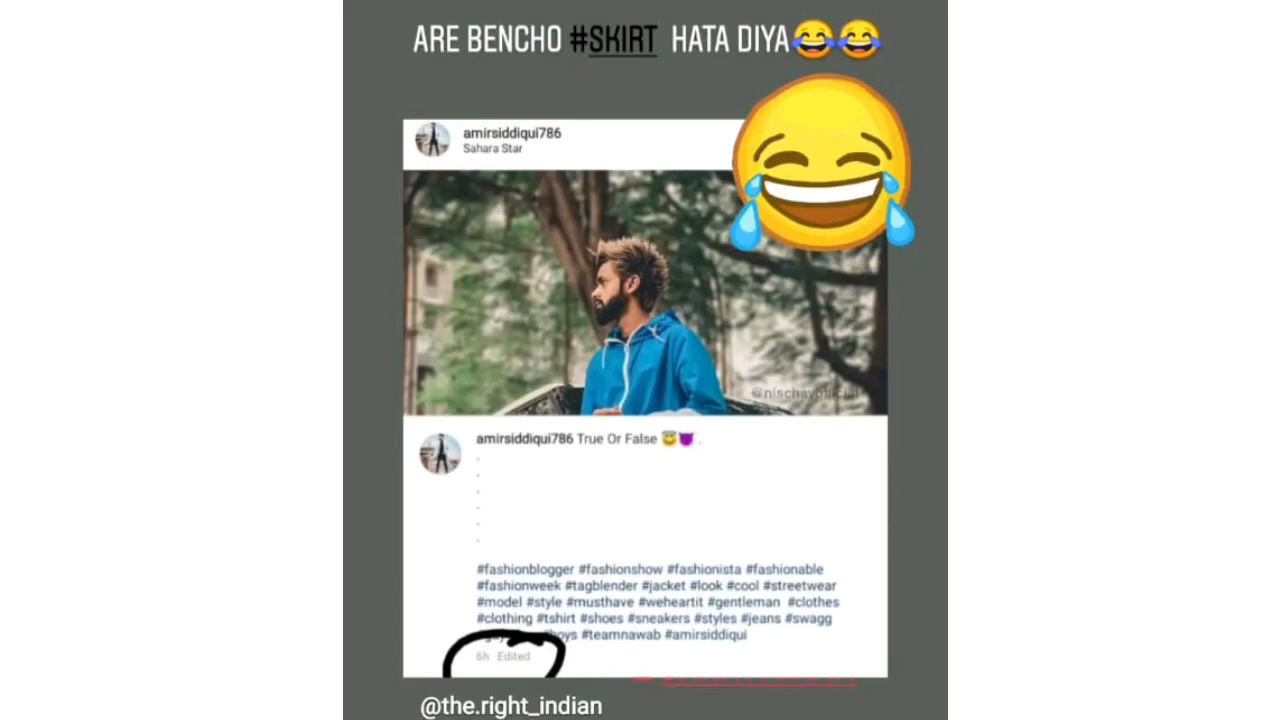 ARE BENCHO #SKIRT HATA DIYA😂😂
amirsiddiqui786
Sahara Star
@nischayofficial
amirsiddiqui786 True Or False 😇😈 .
.
.
.
.
.
.
#fashionblogger #fashionshow #fashionista #fashionable
#fashionweek #tagblender #jacket #look #cool #streetwear
#model #style #musthave #weheartit #gentleman #clothes
#clothing #tshirt #shoes #sneakers #styles #jeans #swagg
#boys #teamnawab #amirsiddiqui
6h · Edited
@the.right_indian